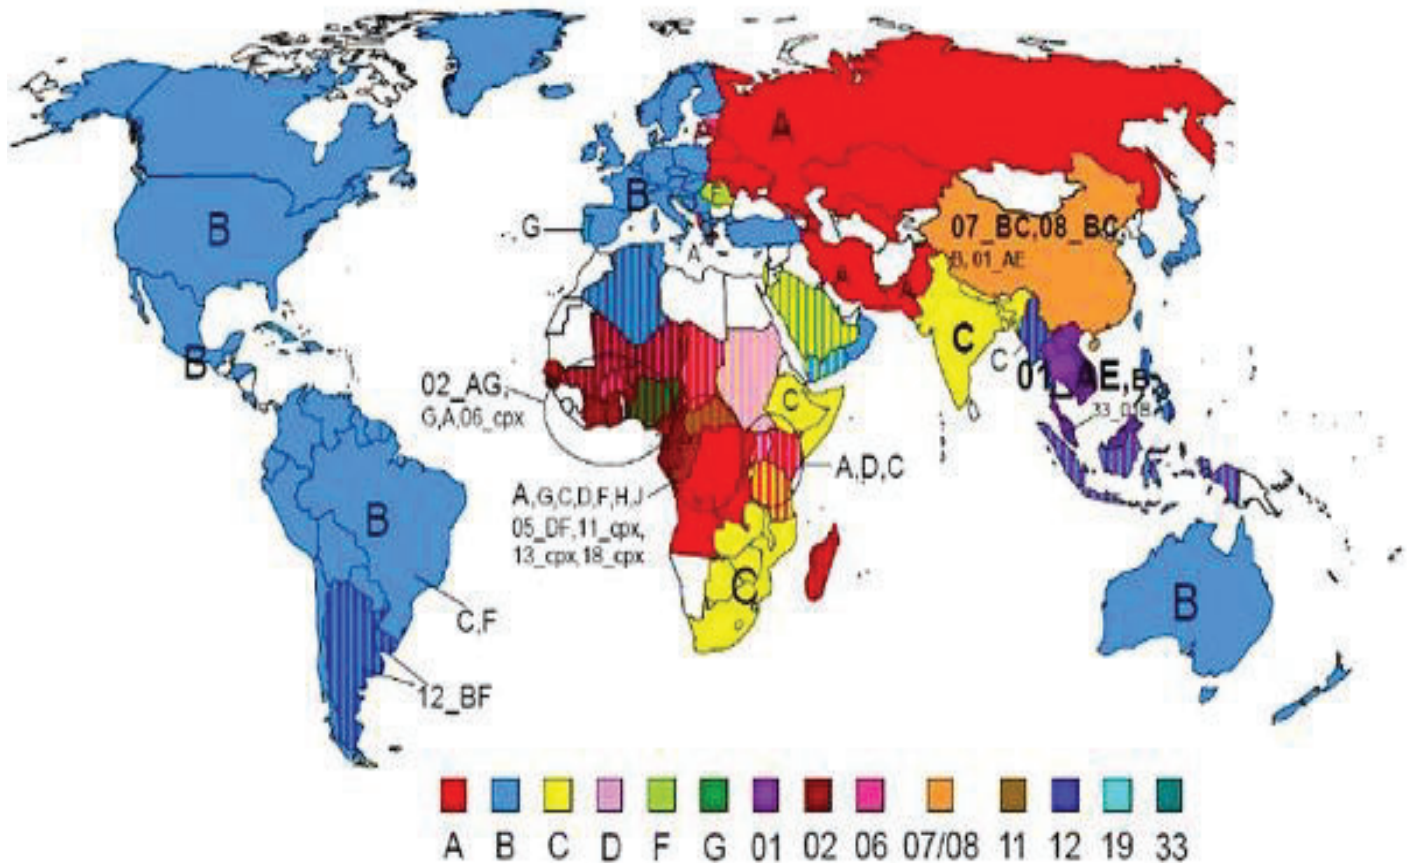 A
A
F
B
B
G
A
07_BC,08_BC,
B, 01_AE
A
C
C
B
02_AG,
G,A,06_cpx
C
01_AE,B
A,D,C
A,G,C,D,F,H,J
05_DF,11_cpx,
13_cpx,18_cpx
B
C
B
C,F
12_BF
A B C D F G 01 02 06 07/08 11 12 19 33